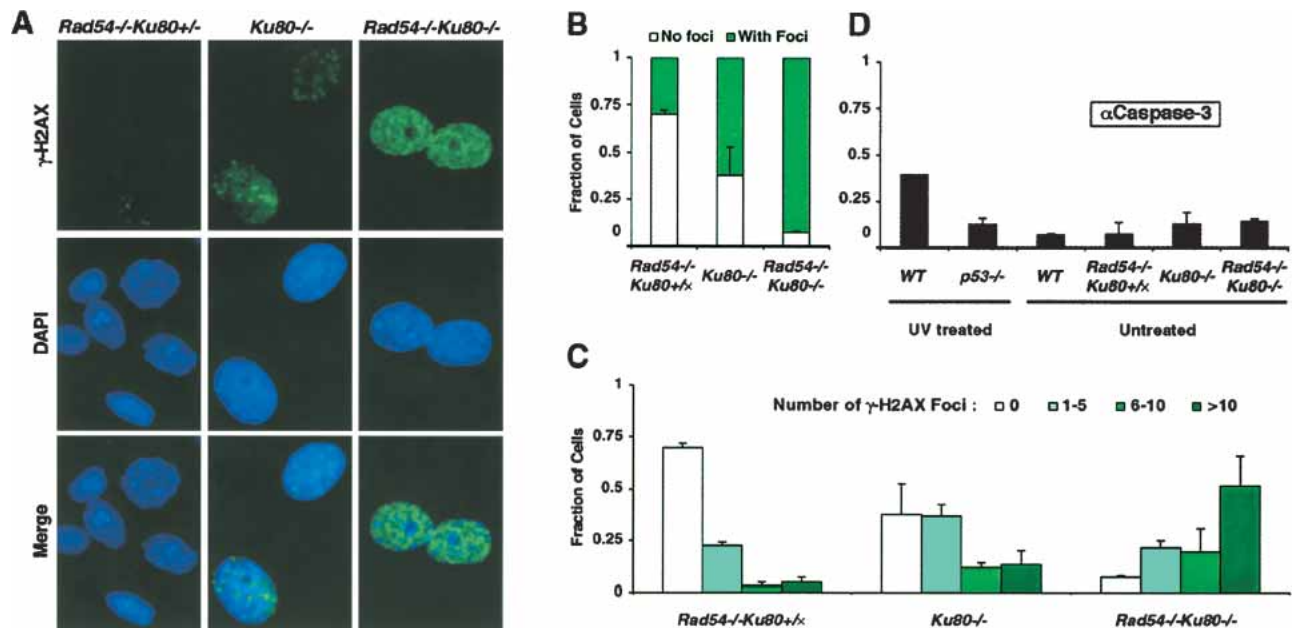 A
Rad54-/-Ku80+/- Ku80-/- Rad54-/-Ku80-/-
γ-H2AX
DAPI
Merge
B
No foci With Foci
Fraction of Cells
1
0.75
0.5
0.25
0
Rad54-/- Ku80-/- Rad54-/-
Ku80+/× Ku80-/-
D
αCaspase-3
Fraction of Cells
1
0.75
0.5
0.25
0
WT p53-/- WT Rad54-/- Ku80-/- Rad54-/-
Ku80+/× Ku80-/-
UV treated Untreated
C
Number of γ-H2AX Foci : 0 1-5 6-10 >10
Fraction of Cells
1
0.75
0.5
0.25
0
Rad54-/-Ku80+/× Ku80-/- Rad54-/-Ku80-/-